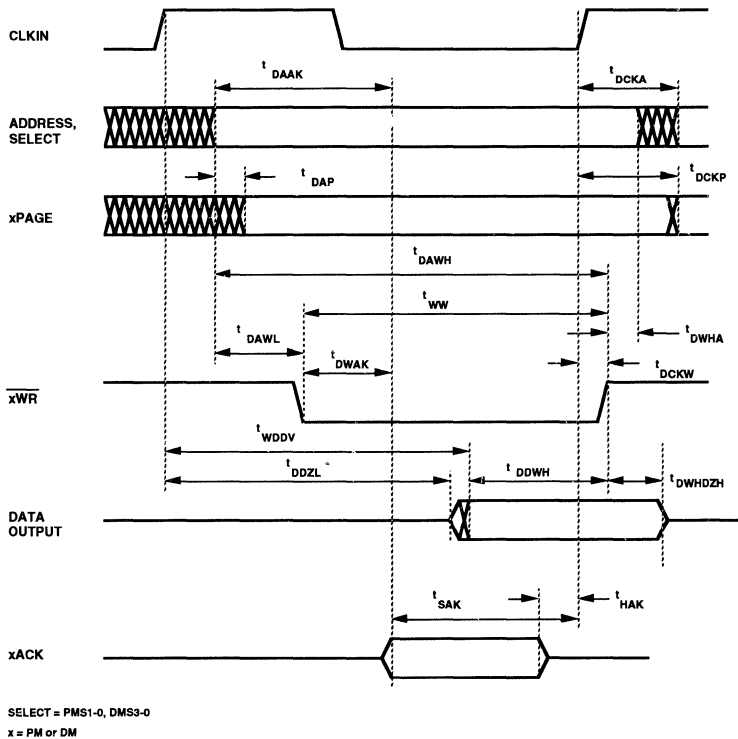 CLKIN
t DAAK
t DCKA
ADDRESS,
SELECT
t DAP
t DCKP
xPAGE
t DAWH
t WW
t DAWL
t DWAK
t DWHA
t DCKW
xWR
t WDDV
t DDZL
t DDWH
t DWHDZH
DATA
OUTPUT
t SAK
t HAK
xACK
SELECT = PMS1-0, DMS3-0
x = PM or DM